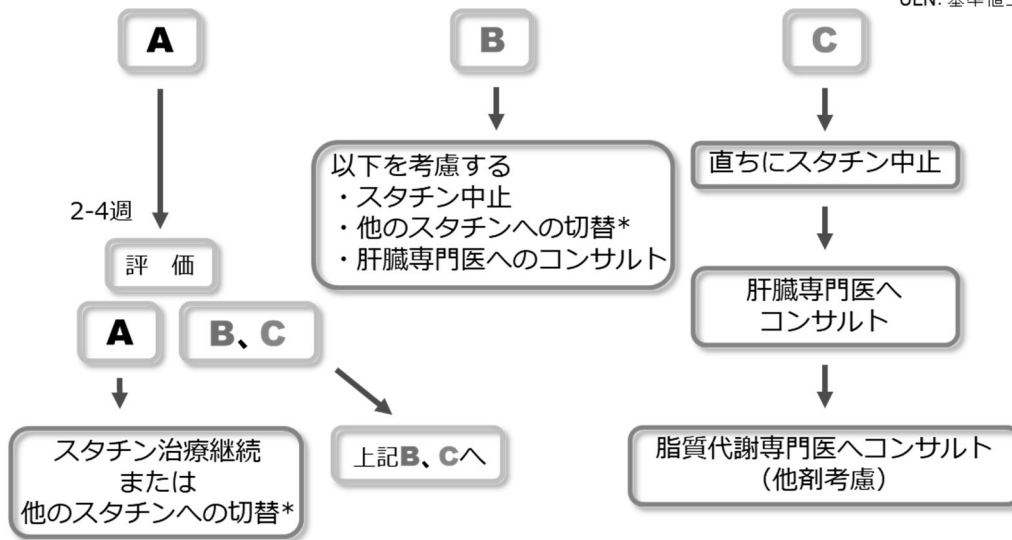 A
B
C
以下を考慮する
・スタチン中止
・他のスタチンへの切替*
・肝臓専門医へのコンサルト
直ちにスタチン中止
2-4週
評 価
肝臓専門医へ
コンサルト
A
B、C
スタチン治療継続
または
他のスタチンへの切替*
上記B、Cへ
脂質代謝専門医へコンサルト
(他剤考慮)